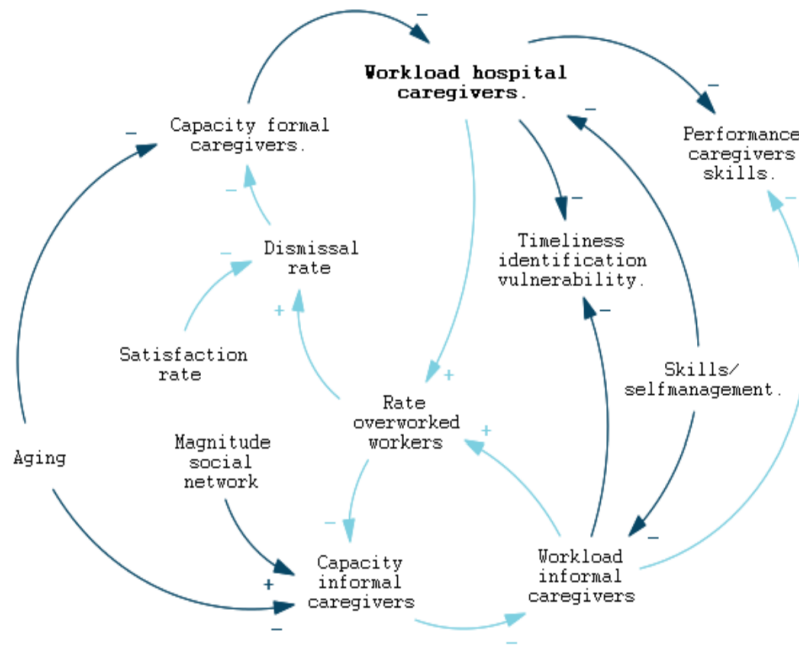 Workload hospital
caregivers.
Capacity formal
caregivers.
Performance
caregivers
skills.
Dismissal
rate
Timeliness
identification
vulnerability.
Satisfaction
rate
Skills/
selfmanagement.
Rate
overworked
workers
Aging
Magnitude
social
network
Capacity
informal
caregivers
Workload
informal
caregivers
−
−
−
−
−
−
−
−
+
−
+
+
−
−
+
−
−